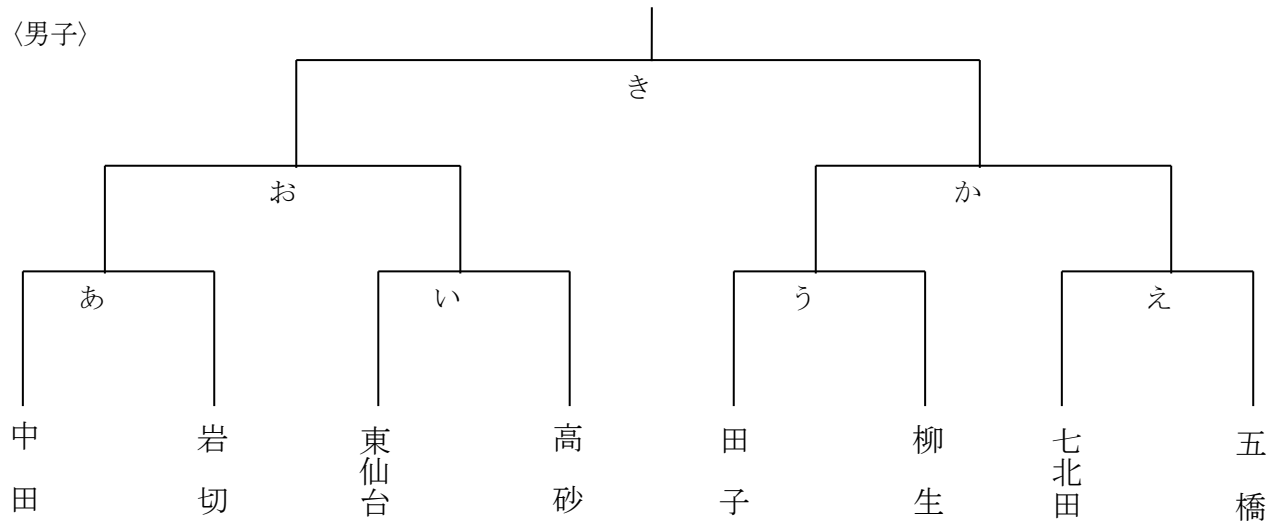 〈男子〉
き
お
か
あ
い
う
え
中田
岩切
東仙台
高砂
田子
柳生
七北田
五橋